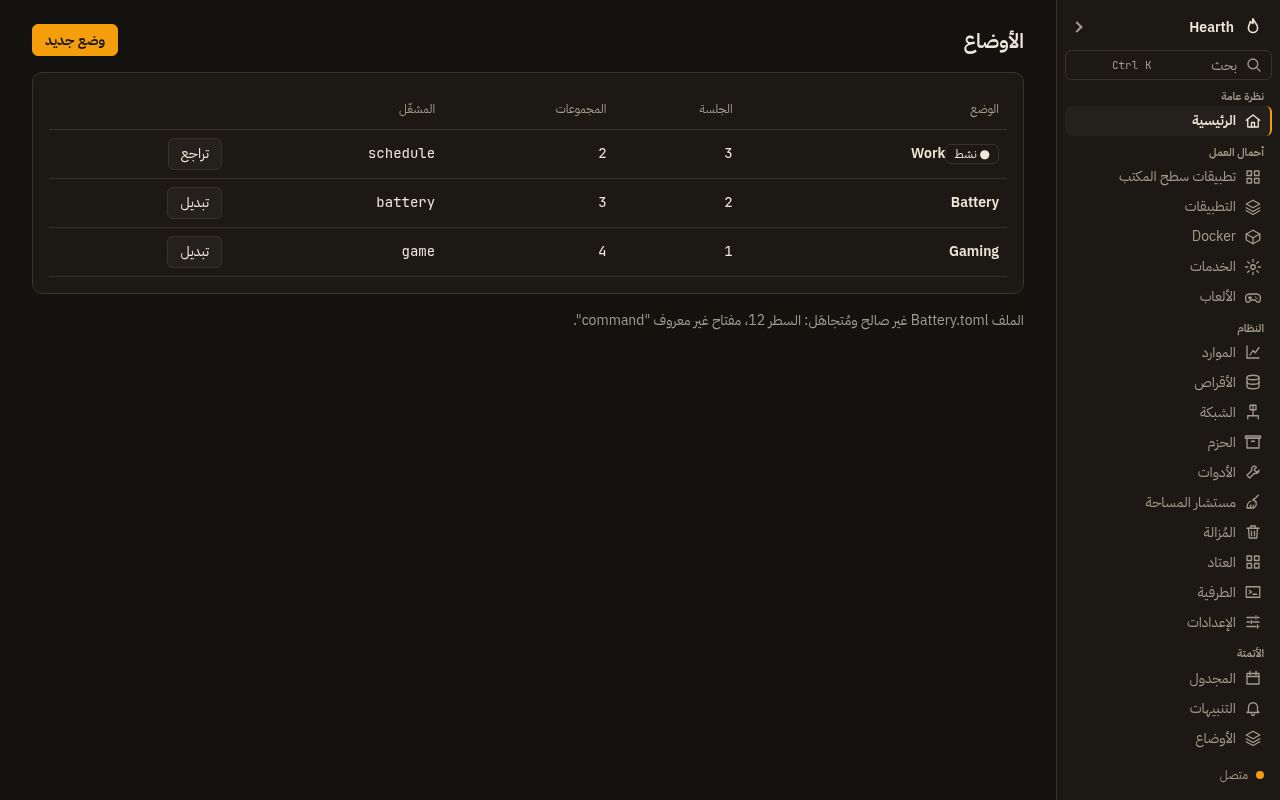 Hearth
بحث Ctrl K
نظرة عامة
الرئيسية
أحمال العمل
تطبيقات سطح المكتب
التطبيقات
Docker
الخدمات
الألعاب
النظام
الموارد
الأقراص
الشبكة
الحزم
الأدوات
مستشار المساحة
المُزالة
العتاد
الطرفية
الإعدادات
الأتمتة
المجدول
التنبيهات
الأوضاع
متصل
الأوضاع
وضع جديد
الوضع الجلسة المجموعات المشغّل
نشط Work 3 2 schedule تراجع
Battery 2 3 battery تبديل
Gaming 1 4 game تبديل
الملف Battery.toml غير صالح ومُتجاهَل: السطر 12، مفتاح غير معروف "command".